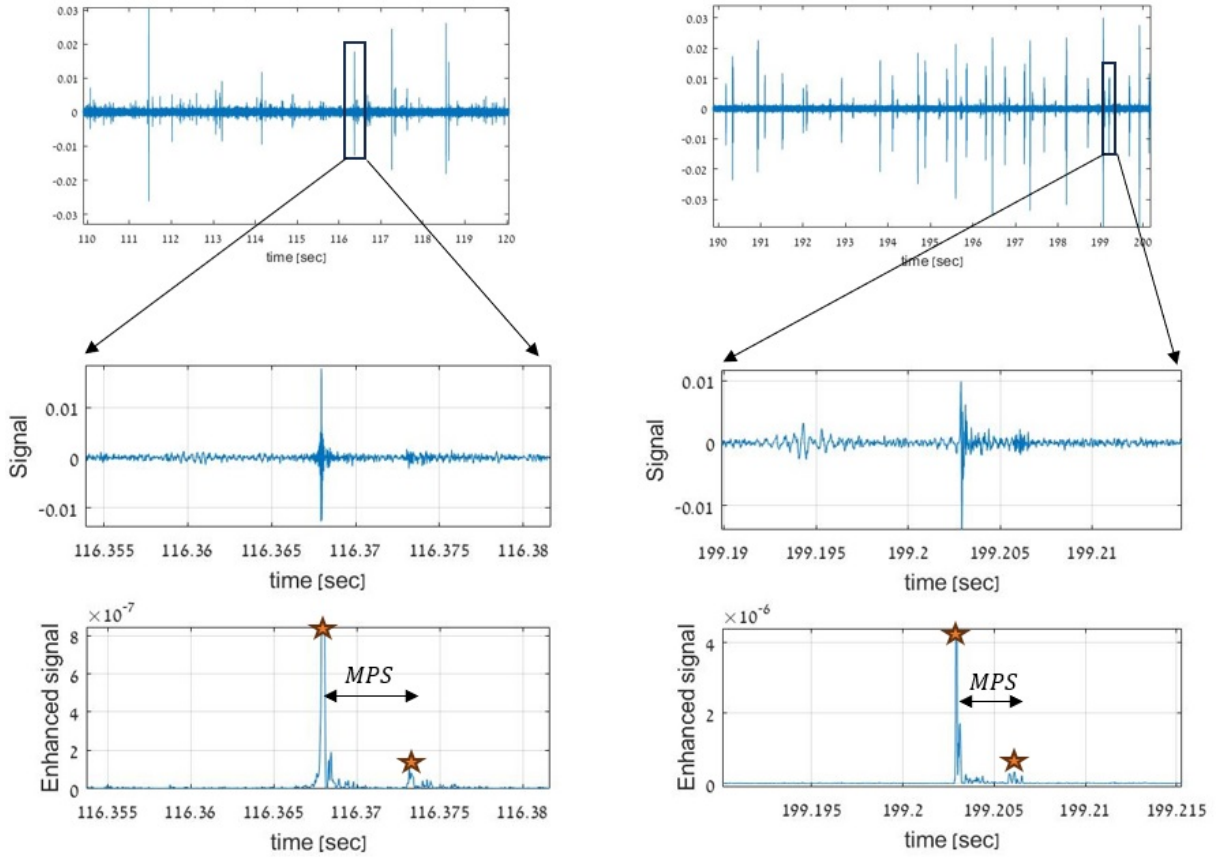 0.03
0.02
0.01
0
-0.01
-0.02
-0.03
110 111 112 113 114 115 116 117 118 119 120
time [sec]
0.03
0.02
0.01
0
-0.01
-0.02
-0.03
190 191 192 193 194 195 196 197 198 199 200
time [sec]
Signal
0.01
0
-0.01
116.355 116.36 116.365 116.37 116.375 116.38
time [sec]
Signal
0.01
0
-0.01
199.19 199.195 199.2 199.205 199.21
time [sec]
×10-7
Enhanced signal
8
6
4
2
0
MPS
116.355 116.36 116.365 116.37 116.375 116.38
time [sec]
×10-6
Enhanced signal
4
2
0
MPS
199.195 199.2 199.206 199.21 199.215
time [sec]